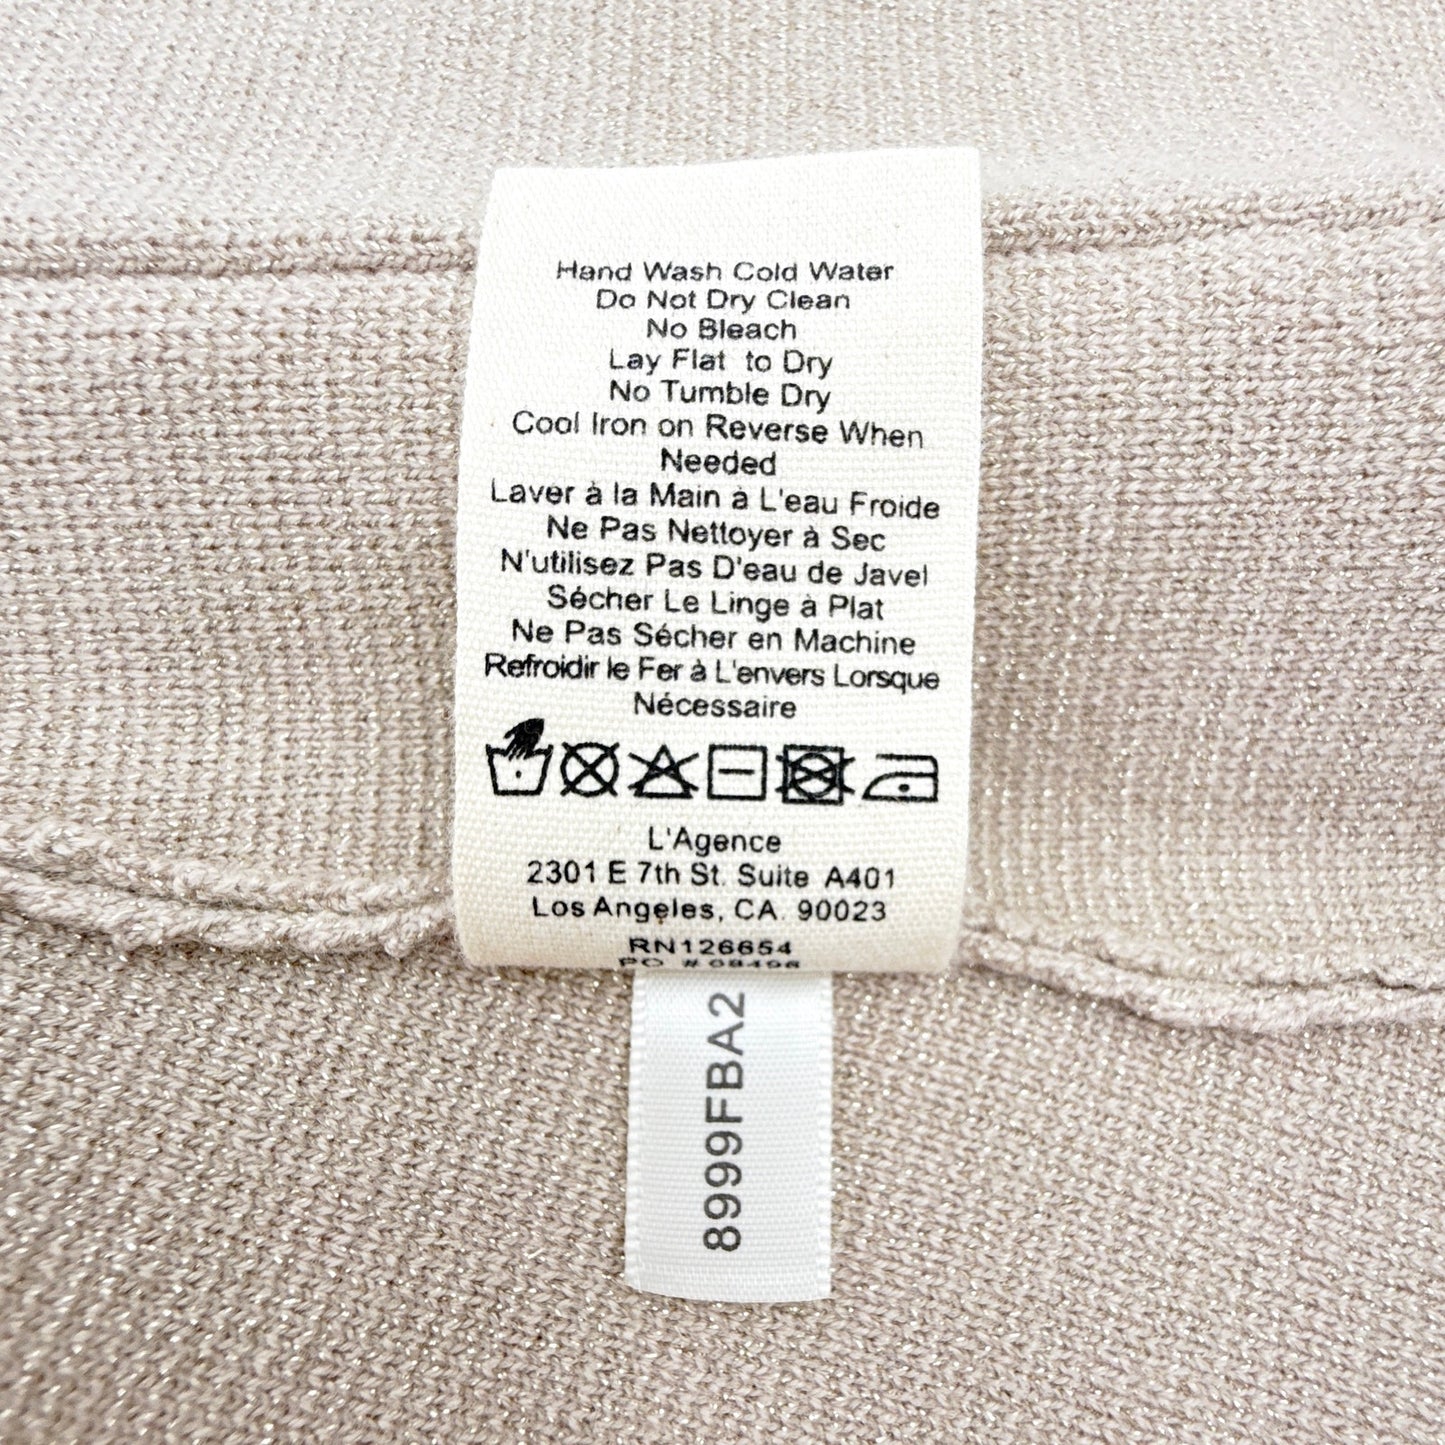 Hand Wash Cold Water
Do Not Dry Clean
No Bleach
Lay Flat to Dry
No Tumble Dry
Cool Iron on Reverse When
Needed
Laver à la Main à L'eau Froide
Ne Pas Nettoyer à Sec
N'utilisez Pas D'eau de Javel
Sécher Le Linge à Plat
Ne Pas Sécher en Machine
Refroidir le Fer à L'envers Lorsque
Nécessaire
L'Agence
2301 E 7th St. Suite A401
Los Angeles, CA. 90023
RN126654
PO #
8999FBA2